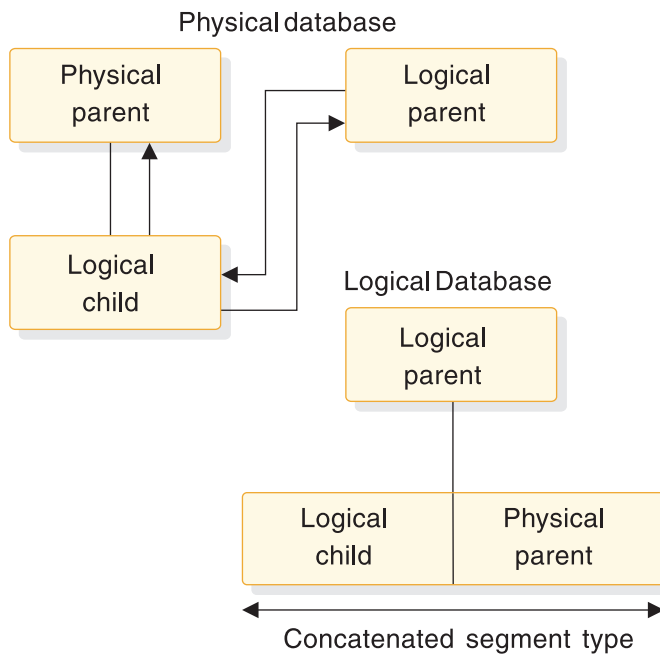 Physical database
Physical
parent
Logical
parent
Logical
child
Logical Database
Logical
parent
Logical
child
Physical
parent
Concatenated segment type